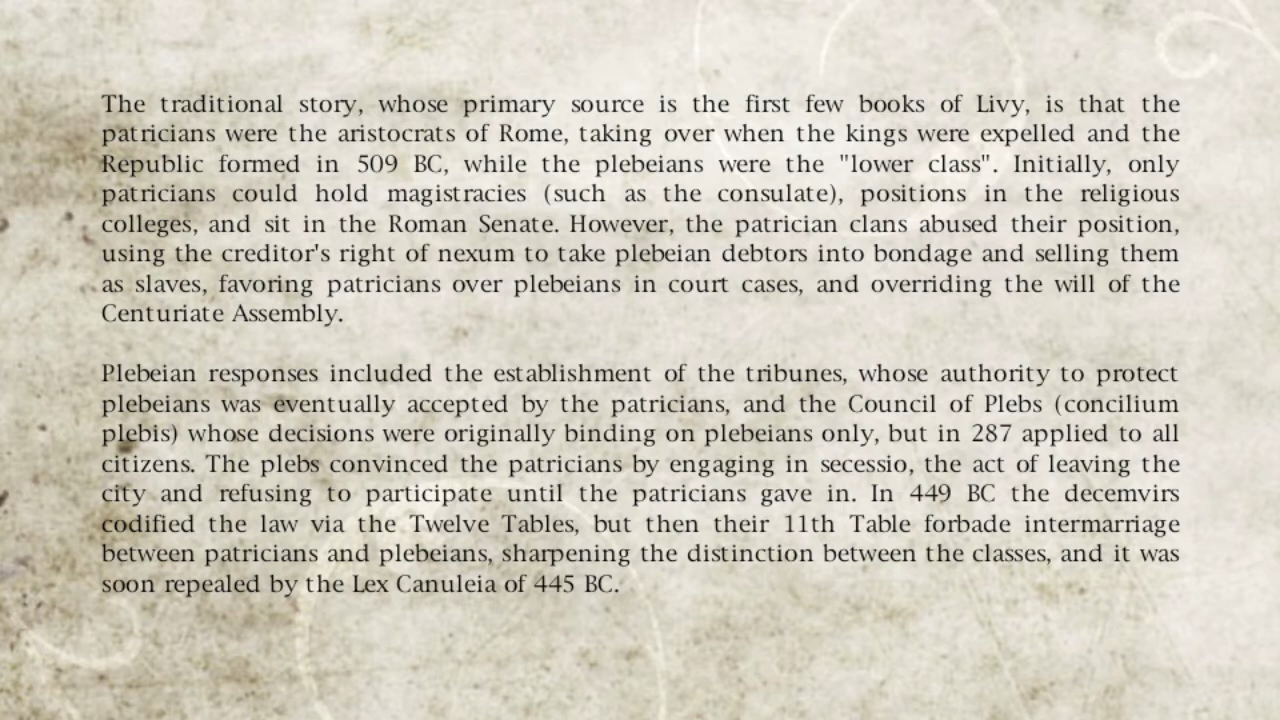 The traditional story, whose primary source is the first few books of Livy, is that the
patricians were the aristocrats of Rome, taking over when the kings were expelled and the
Republic formed in 509 BC, while the plebeians were the "lower class". Initially, only
patricians could hold magistracies (such as the consulate), positions in the religious
colleges, and sit in the Roman Senate. However, the patrician clans abused their position,
using the creditor's right of nexum to take plebeian debtors into bondage and selling them
as slaves, favoring patricians over plebeians in court cases, and overriding the will of the
Centuriate Assembly.
Plebeian responses included the establishment of the tribunes, whose authority to protect
plebeians was eventually accepted by the patricians, and the Council of Plebs (concilium
plebis) whose decisions were originally binding on plebeians only, but in 287 applied to all
citizens. The plebs convinced the patricians by engaging in secessio, the act of leaving the
city and refusing to participate until the patricians gave in. In 449 BC the decemvirs
codified the law via the Twelve Tables, but then their 11th Table forbade intermarriage
between patricians and plebeians, sharpening the distinction between the classes, and it was
soon repealed by the Lex Canuleia of 445 BC.